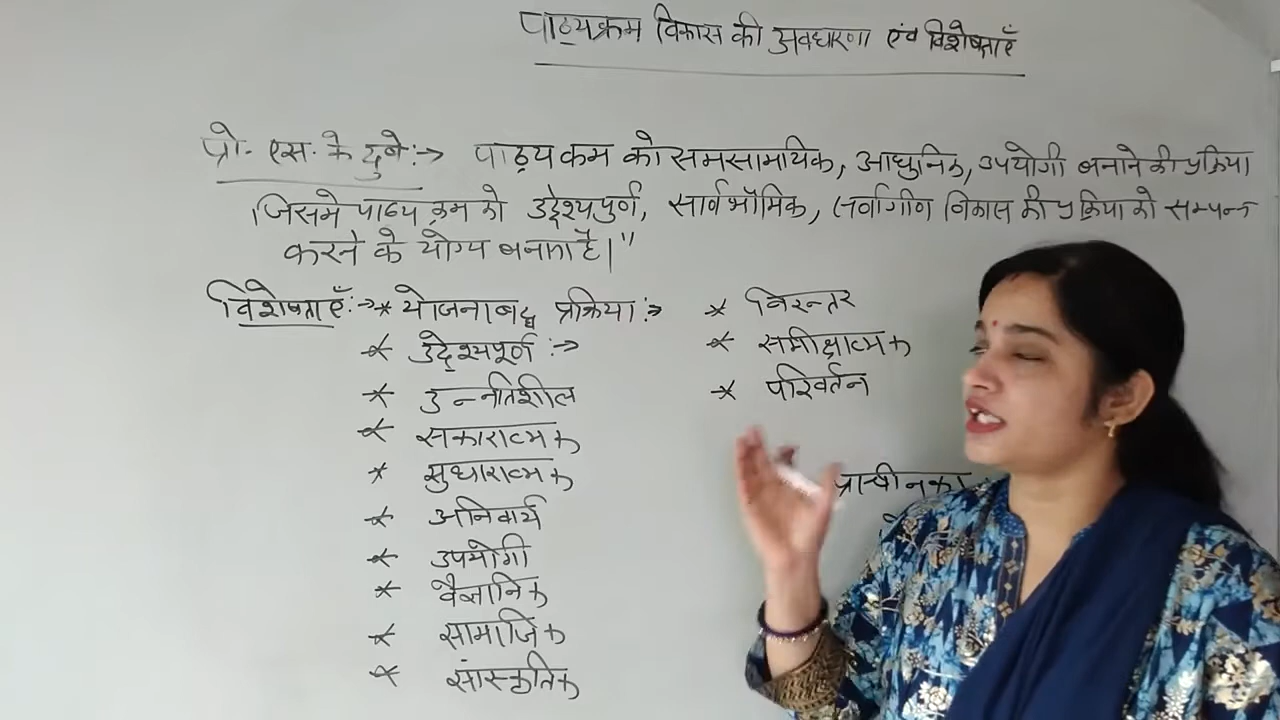 पाठ्यक्रम विकास की अवधारणा एवं विशेषताएँ
प्रो. एस. के दुबे :→ पाठ्यक्रम को समसामयिक, आधुनिक, उपयोगी बनाने की प्रक्रिया
जिसमे पाठ्य क्रम को उद्देश्यपुर्ण, सार्वभौमिक, सर्वागीण विकास की प्रक्रिया को सम्पन्न
करने के योग्य बनाता है।"
विशेषताएँ :→ * योजनाबद्ध प्रक्रिया :→ * निरन्तर
* उद्देश्यपूर्ण :→ * समीक्षात्मक
* उन्नतिशील * परिवर्तन
* सकारात्मक
* सुधारात्मक प्राचीनका
* अनिवार्य
* उपयोगी
* वैज्ञानिक
* सामाजिक
* सांस्कृतिक